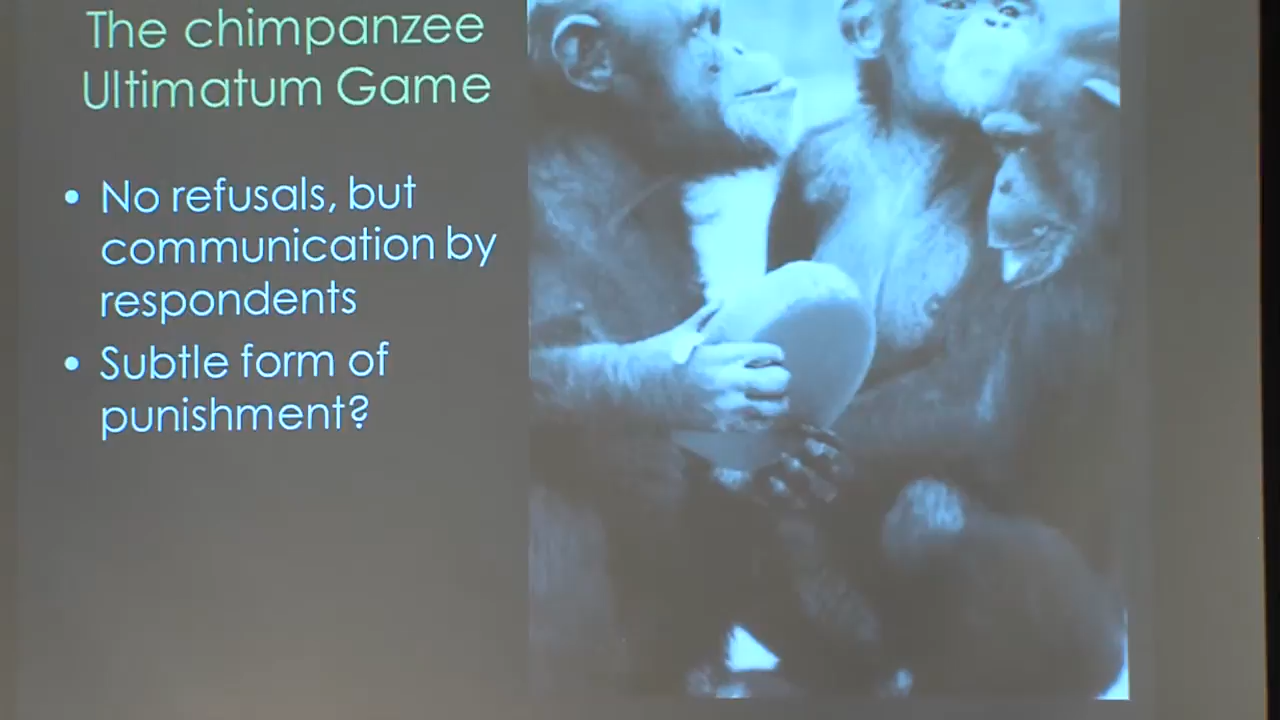 The chimpanzee
Ultimatum Game
• No refusals, but
communication by
respondents
• Subtle form of
punishment?